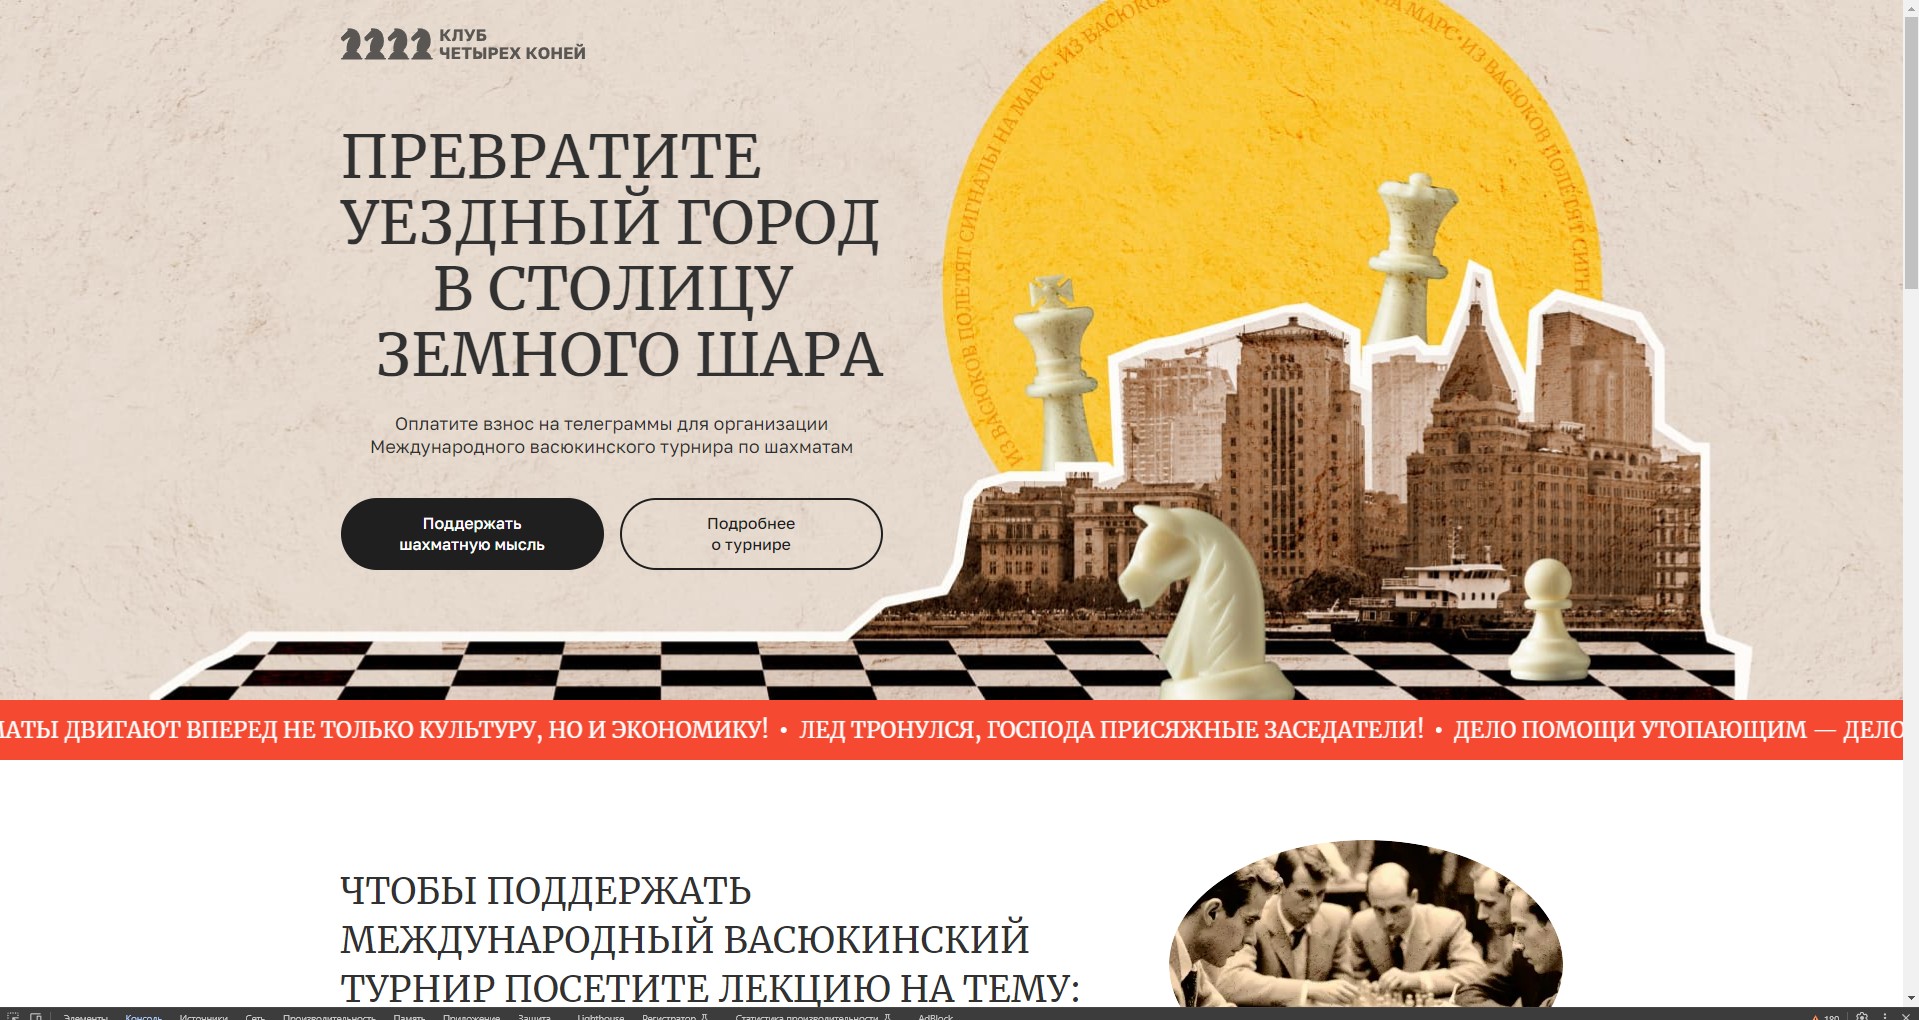 КЛУБ
ЧЕТЫРЕХ КОНЕЙ
ИЗ ВАСЮКОВ ПОЛЕТЯТ СИГНАЛЫ НА МАРС • ИЗ ВАСЮКОВ
НА МАРС • ИЗ ВАСЮКОВ ПОЛЕТЯТ
ПРЕВРАТИТЕ
УЕЗДНЫЙ ГОРОД
В СТОЛИЦУ
ЗЕМНОГО ШАРА
Оплатите взнос на телеграммы для организации
Международного васюкинского турнира по шахматам
Поддержать
шахматную мысль
Подробнее
о турнире
ДВИГАЮТ ВПЕРЕД НЕ ТОЛЬКО КУЛЬТУРУ, НО И ЭКОНОМИКУ! • ЛЕД ТРОНУЛСЯ, ГОСПОДА ПРИСЯЖНЫЕ ЗАСЕДАТЕЛИ! • ДЕЛО ПОМОЩИ УТОПАЮЩИМ — ДЕЛО
ЧТОБЫ ПОДДЕРЖАТЬ
МЕЖДУНАРОДНЫЙ ВАСЮКИНСКИЙ
ТУРНИР ПОСЕТИТЕ ЛЕКЦИЮ НА ТЕМУ:
Элементы Консоль Источники Сеть Производительность Память Приложение Защита Lighthouse Регистратор Статистика производительности AdBlock